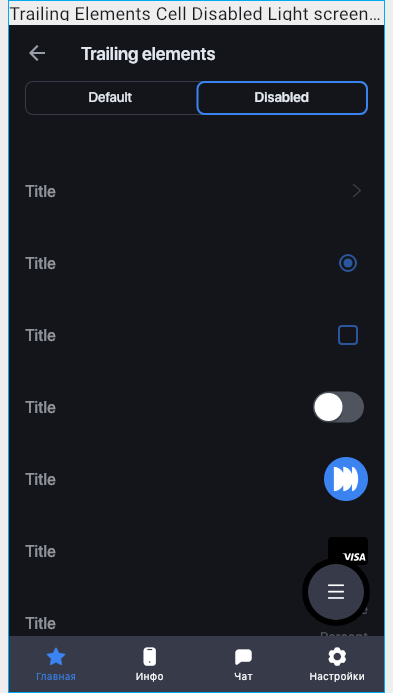 Trailing Elements Cell Disabled Light screen...
Trailing elements
Default
Disabled
Title
Title
Title
Title
Title
Title
VISA
Title
Главная
Инфо
Чат
Настройки